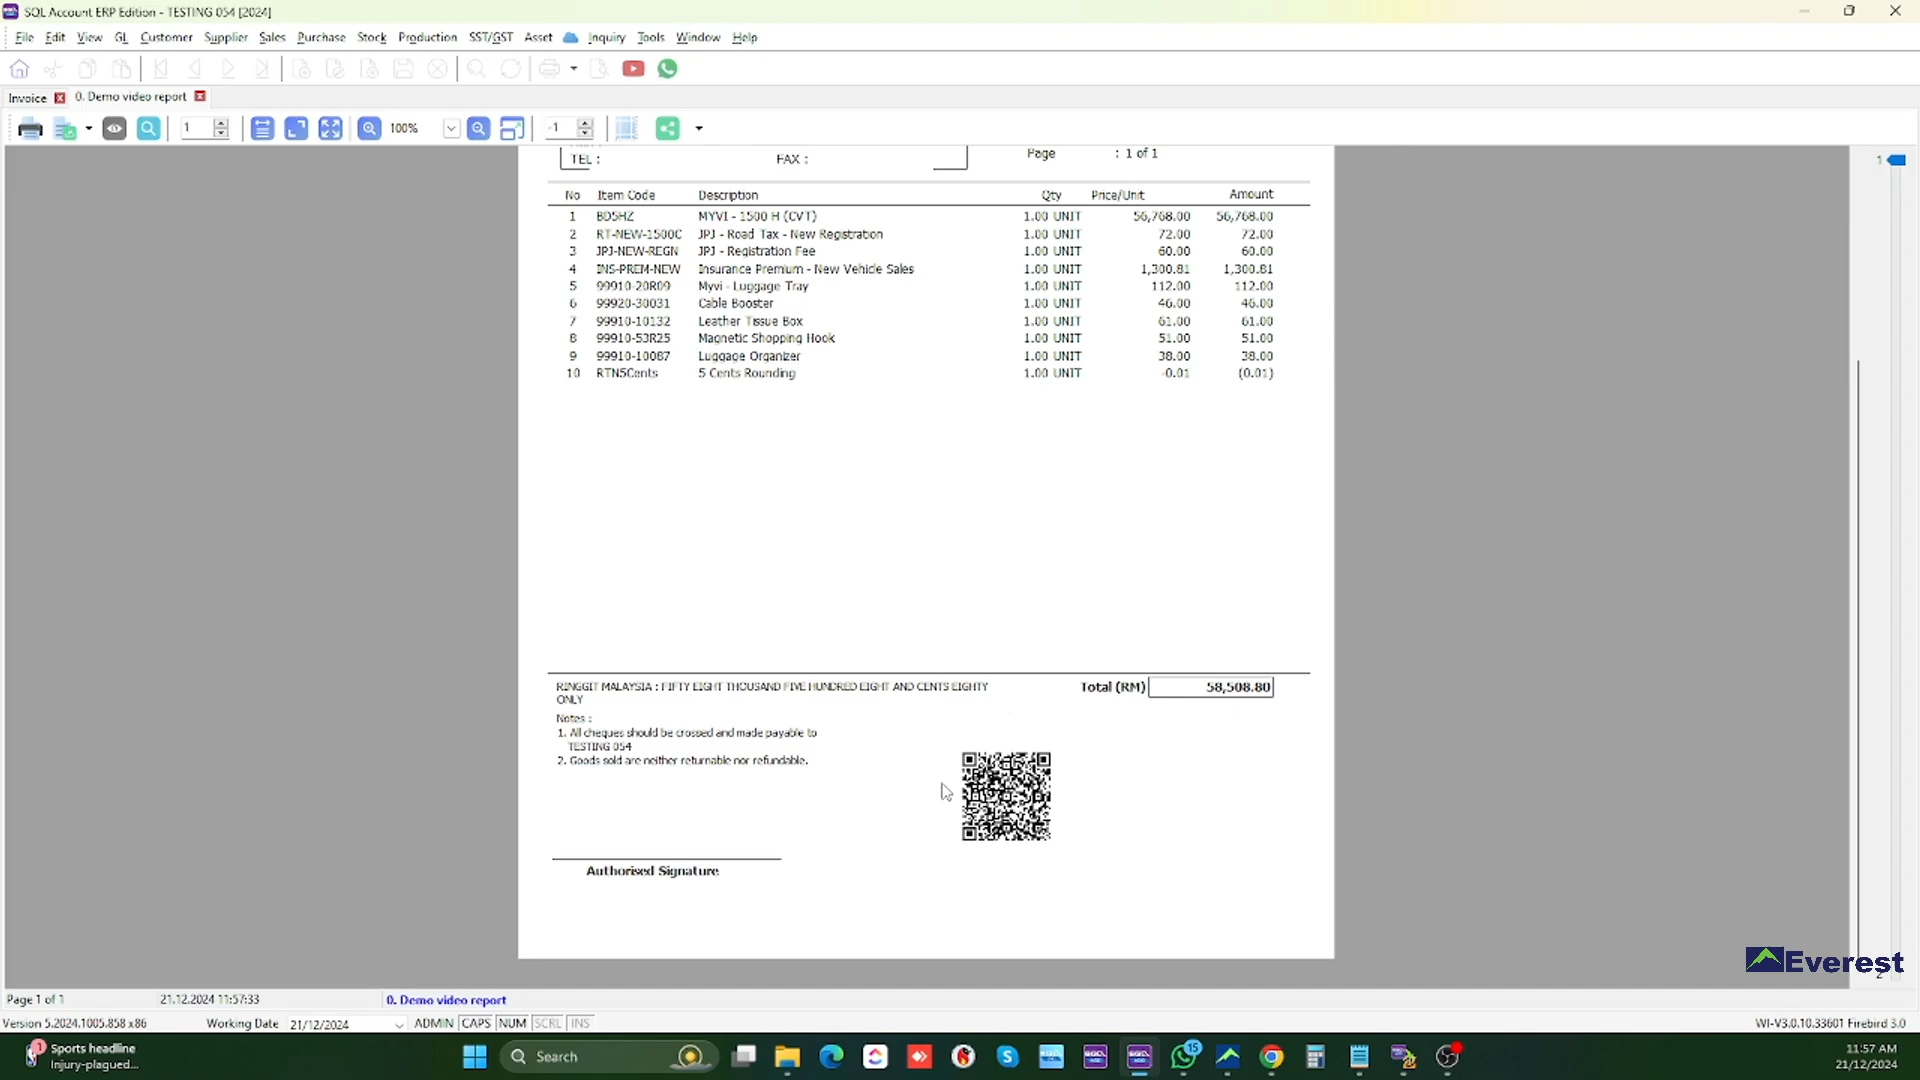 SQL Account ERP Edition - TESTING 054 [2024]
File Edit View GL Customer Supplier Sales Purchase Stock Production SST/GST Asset Inquiry Tools Window Help
Invoice 0. Demo video report
1 100% -1
TEL : FAX : Page : 1 of 1
1
No Item Code Description Qty Price/Unit Amount
1 BD5HZ MYVI - 1500 H (CVT) 1.00 UNIT 56,768.00 56,768.00
2 RT-NEW-1500C JPJ - Road Tax - New Registration 1.00 UNIT 72.00 72.00
3 JPJ-NEW-REGN JPJ - Registration Fee 1.00 UNIT 60.00 60.00
4 INS-PREM-NEW Insurance Premium - New Vehicle Sales 1.00 UNIT 1,300.81 1,300.81
5 99910-20R09 Myvi - Luggage Tray 1.00 UNIT 112.00 112.00
6 99920-30031 Cable Booster 1.00 UNIT 46.00 46.00
7 99910-10132 Leather Tissue Box 1.00 UNIT 61.00 61.00
8 99910-53R25 Magnetic Shopping Hook 1.00 UNIT 51.00 51.00
9 99910-10087 Luggage Organizer 1.00 UNIT 38.00 38.00
10 RTN5Cents 5 Cents Rounding 1.00 UNIT -0.01 (0.01)
RINGGIT MALAYSIA : FIFTY EIGHT THOUSAND FIVE HUNDRED EIGHT AND CENTS EIGHTY Total (RM) 58,508.80
ONLY
Notes :
1. All cheques should be crossed and made payable to
TESTING 054
2. Goods sold are neither returnable nor refundable.
Authorised Signature
Everest
Page 1 of 1 21.12.2024 11:57:33 0. Demo video report
Version 5.2024.1005.858 x86 Working Date 21/12/2024 ADMIN CAPS NUM SCRL INS WI-V3.0.10.33601 Firebird 3.0
1 Sports headline
Injury-plagued...
Search
15
11:57 AM
21/12/2024